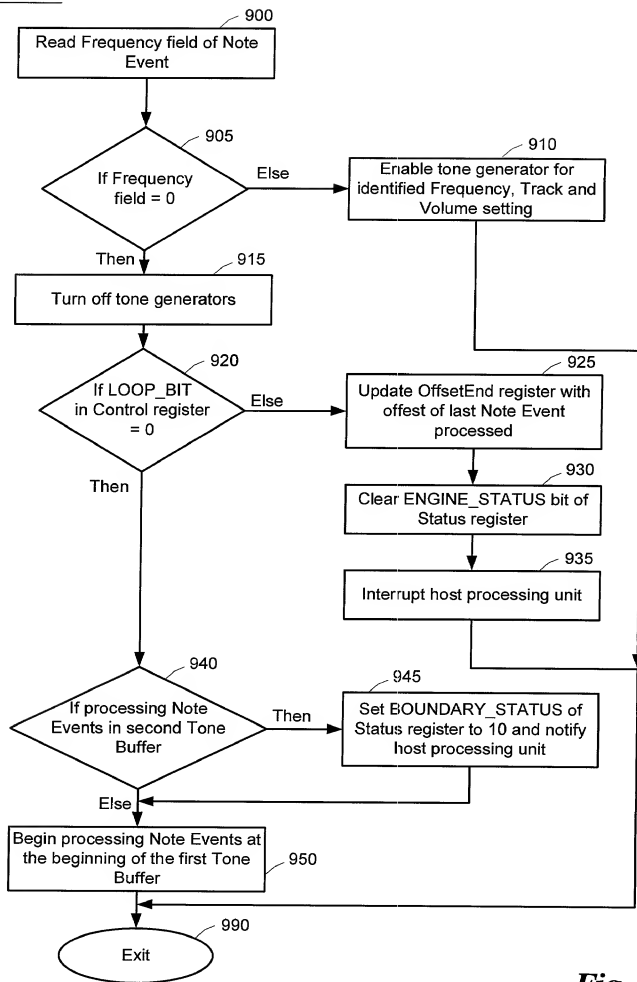 900
Read Frequency field of Note
Event
905
If Frequency
field = 0
Else
910
Enable tone generator for
identified Frequency, Track and
Volume setting
Then
915
Turn off tone generators
920
If LOOP_BIT
in Control register
= 0
Else
925
Update OffsetEnd register with
offest of last Note Event
processed
Then
930
Clear ENGINE_STATUS bit of
Status register
935
Interrupt host processing unit
940
If processing Note
Events in second Tone
Buffer
Then
945
Set BOUNDARY_STATUS of
Status register to 10 and notify
host processing unit
Else
Begin processing Note Events at
the beginning of the first Tone
Buffer
950
990
Exit
Fig